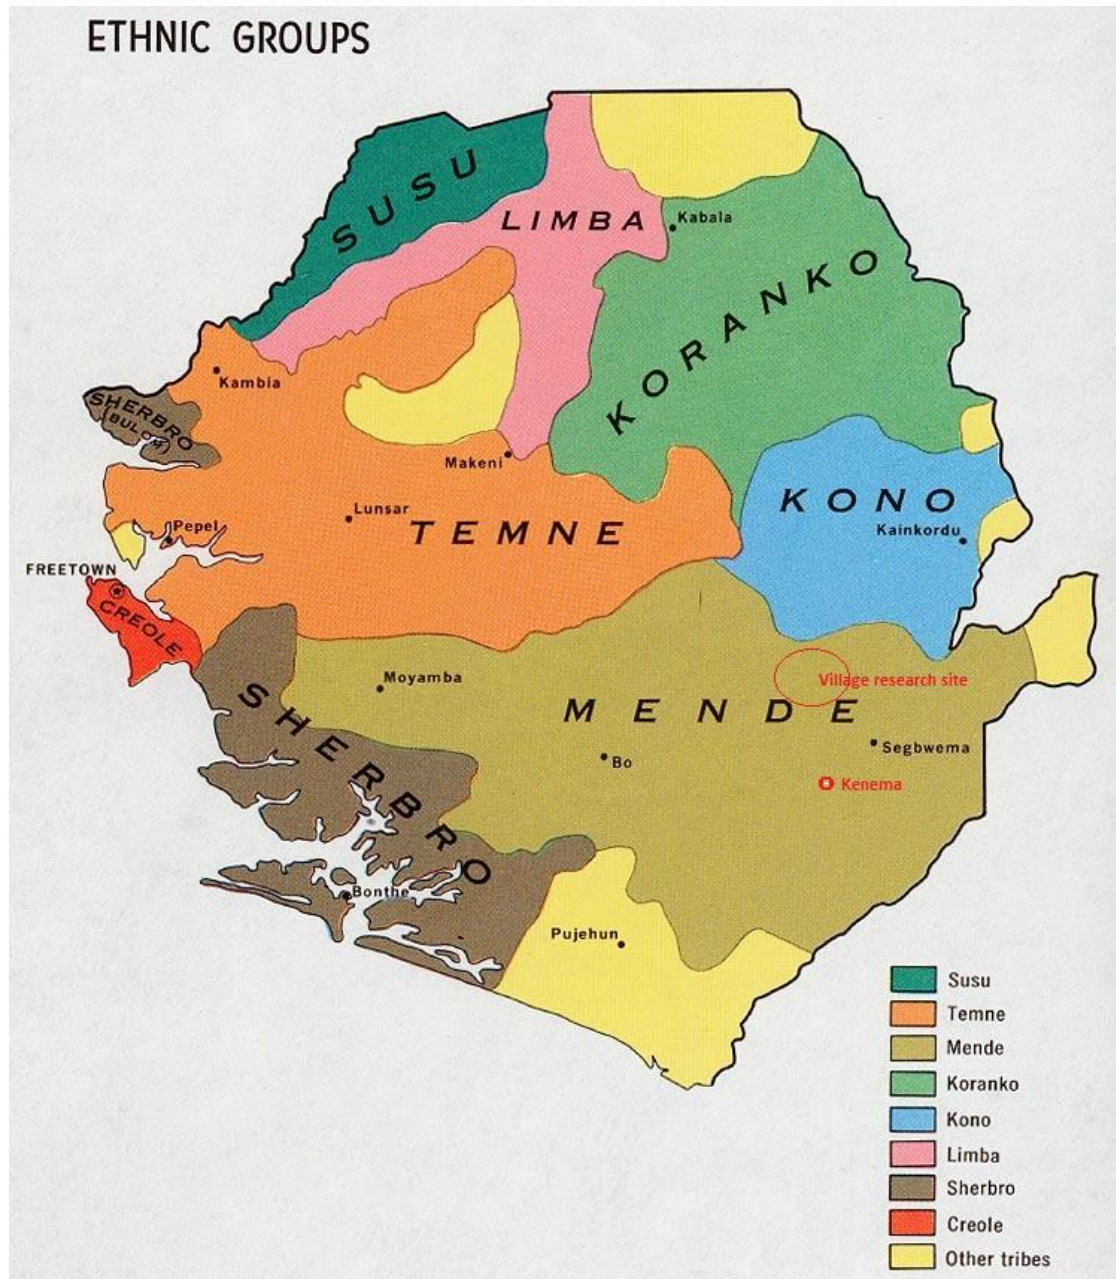 ETHNIC GROUPS
SUSU
LIMBA
Kabala
KORANKO
Kambia
SHERBRO
(BULOM)
Makeni
Lunsar
TEMNE
KONO
Kainkordu
Pepel
FREETOWN
CREOLE
Moyamba
Village research site
MENDE
SHERBRO
Segbwema
Bo
Kenema
Bonthe
Pujehun
Susu
Temne
Mende
Koranko
Kono
Limba
Sherbro
Creole
Other tribes